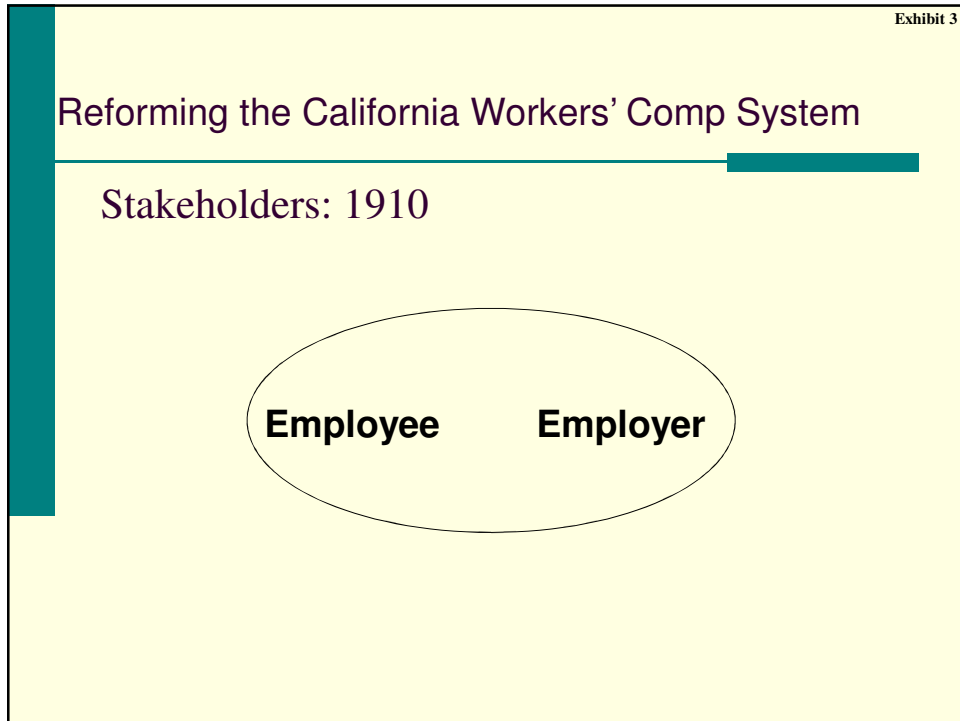 Exhibit 3
Reforming the California Workers’ Comp System
Stakeholders: 1910
Employee Employer